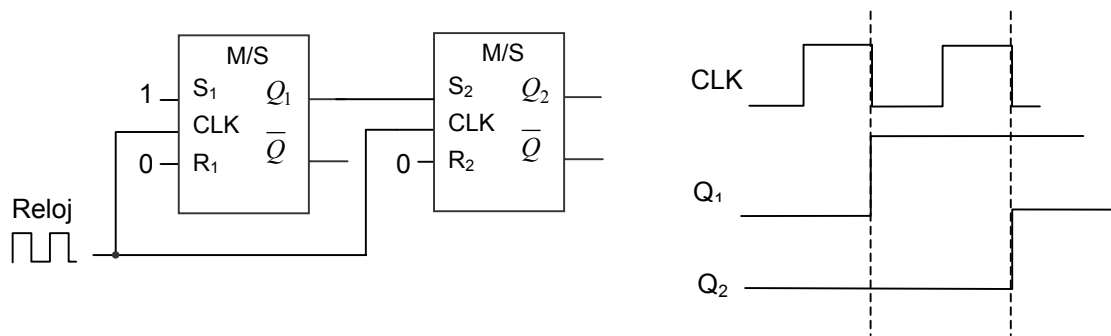 M/S
1
S₁
Q₁
CLK
Q̅
0
R₁
M/S
S₂
Q₂
CLK
Q̅
0
R₂
Reloj
CLK
Q₁
Q₂